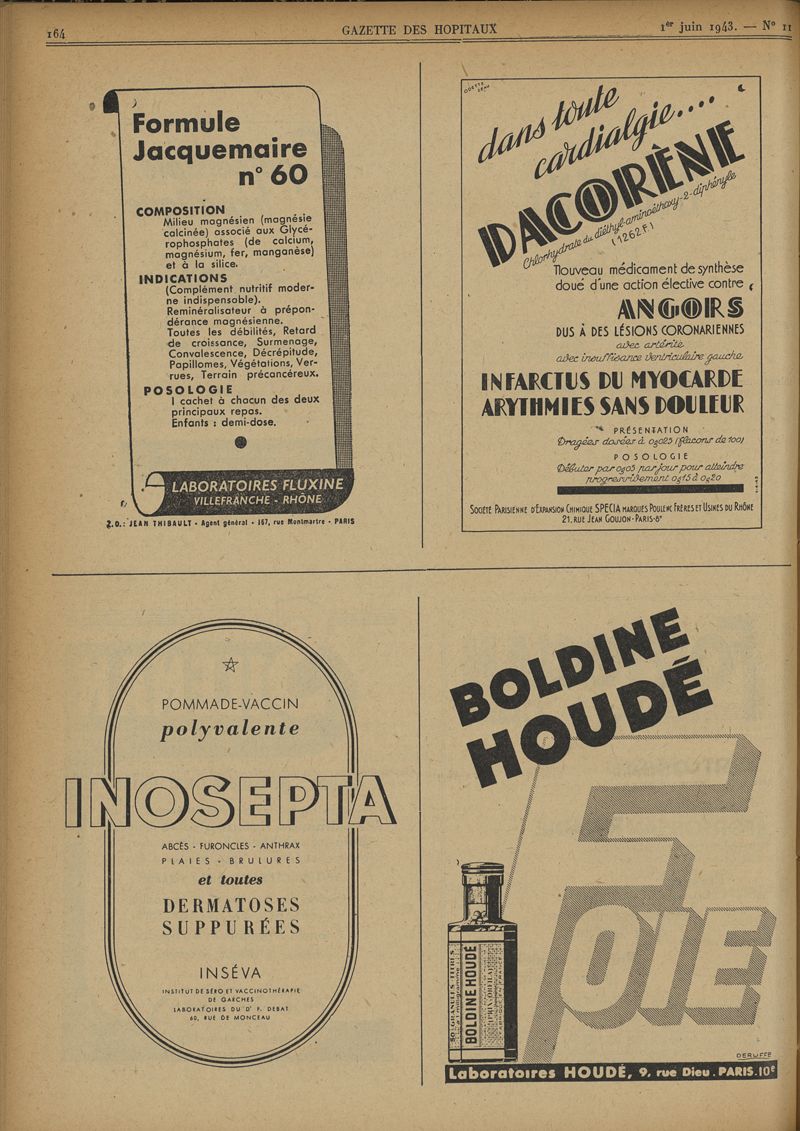 164
GAZETTE DES HOPITAUX
1er juin 1943. — N° 11
Formule
Jacquemaire
n° 60
COMPOSITION
Milieu magnésien (magnésie
calcinée) associé aux Glycé-
rophosphates (de calcium,
magnésium, fer, manganèse)
et à la silice.
INDICATIONS
(Complément nutritif moder-
ne indispensable).
Reminéralisateur à prépon-
dérance magnésienne.
Toutes les débilités, Retard
de croissance, Surmenage,
Convalescence, Décrépitude,
Papillomes, Végétations, Ver-
rues, Terrain précancéreux.
POSOLOGIE
1 cachet à chacun des deux
principaux repas.
Enfants : demi-dose.
LABORATOIRES FLUXINE
VILLEFRANCHE - RHÔNE
Z.O.: JEAN THIBAULT - Agent général - 167, rue Montmartre - PARIS
dans toute
cardialgie....
DACORÈNE
Chlorhydrate du diéthyl-aminoéthoxy-2-diphényle
(1262.F.)
Nouveau médicament de synthèse
doué d'une action élective contre
ANGORS
DUS À DES LÉSIONS CORONARIENNES
avec artérite
avec insuffisance ventriculaire gauche
INFARCTUS DU MYOCARDE
ARYTHMIES SANS DOULEUR
PRÉSENTATION
Dragées dosées à 0g025 (flacons de 100)
POSOLOGIE
Débuter par 0g05 par jour pour atteindre
progressivement 0g15 à 0g20
SOCIÉTÉ PARISIENNE D'EXPANSION CHIMIQUE SPECIA MARQUES POULENC FRÈRES ET USINES DU RHÔNE
21, RUE JEAN GOUJON-PARIS-8e
POMMADE-VACCIN
polyvalente
INOSEPTA
ABCÈS - FURONCLES - ANTHRAX
PLAIES - BRULURES
et toutes
DERMATOSES
SUPPURÉES
INSÉVA
INSTITUT DE SÉRO ET VACCINOTHÉRAPIE
DE GARCHES
LABORATOIRES DU Dr P. DEBAT
60, RUE DE MONCEAU
BOLDINE
HOUDÉ
FOIE
BOLDINE HOUDÉ
DERUFFE
Laboratoires HOUDÉ, 9, rue Dieu . PARIS.10e